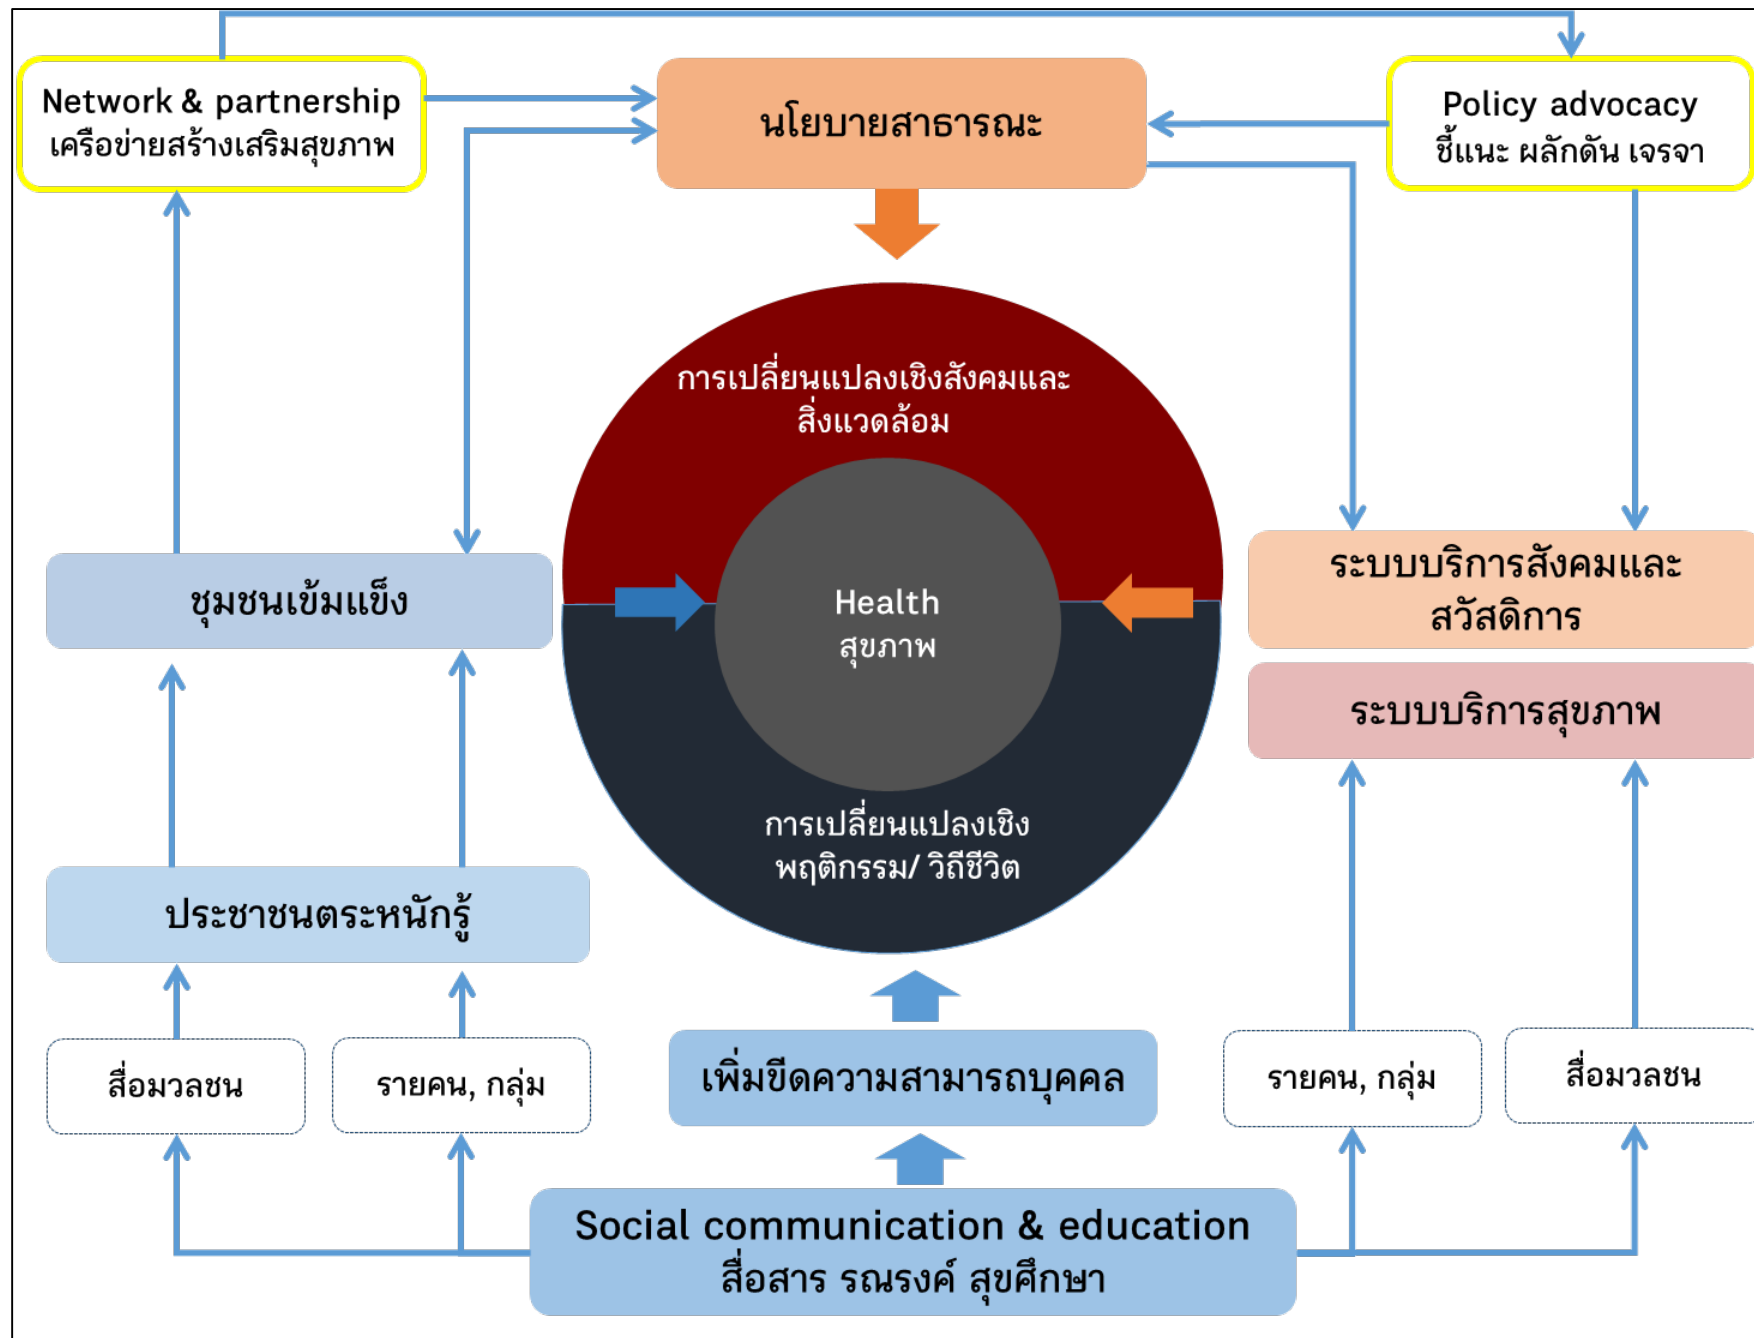 Network & partnership
เครือข่ายสร้างเสริมสุขภาพ
นโยบายสาธารณะ
Policy advocacy
ชี้แนะ ผลักดัน เจรจา
การเปลี่ยนแปลงเชิงสังคมและ
สิ่งแวดล้อม
ชุมชนเข้มแข็ง
Health
สุขภาพ
ระบบบริการสังคมและ
สวัสดิการ
ระบบบริการสุขภาพ
การเปลี่ยนแปลงเชิง
พฤติกรรม/ วิถีชีวิต
ประชาชนตระหนักรู้
สื่อมวลชน
รายคน, กลุ่ม
เพิ่มขีดความสามารถบุคคล
รายคน, กลุ่ม
สื่อมวลชน
Social communication & education
สื่อสาร รณรงค์ สุขศึกษา